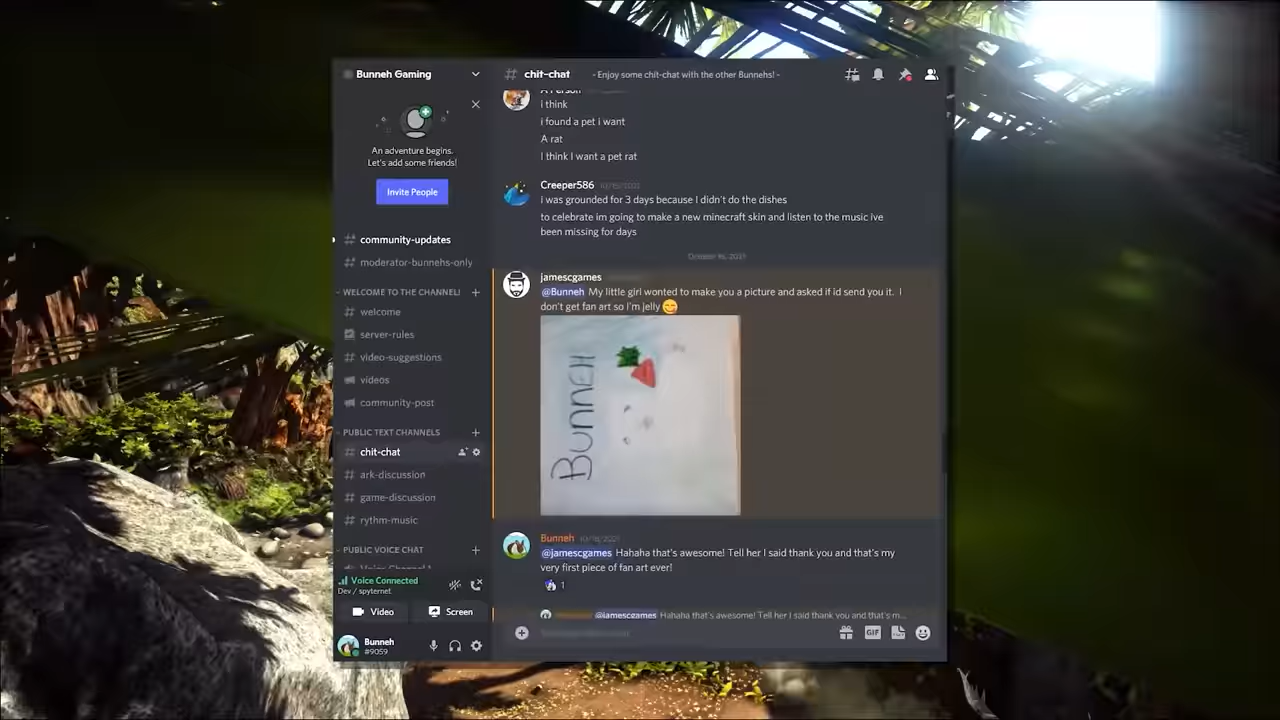 Bunneh Gaming
An adventure begins.
Let's add some friends!
Invite People
community-updates
moderator-bunnehs-only
WELCOME TO THE CHANNEL!
welcome
server-rules
video-suggestions
videos
community-post
PUBLIC TEXT CHANNELS
chit-chat
ark-discussion
game-discussion
rythm-music
PUBLIC VOICE CHAT
Voice Connected
Dev / spyternet
Video Screen
Bunneh
#9059
chit-chat - Enjoy some chit-chat with the other Bunnehs! -
A Person
i think
i found a pet i want
A rat
I think I want a pet rat
Creeper586
I was grounded for 3 days because I didn't do the dishes
to celebrate im going to make a new minecraft skin and listen to the music ive
been missing for days
jamescgames
@Bunneh My little girl wonted to make you a picture and asked if id send you it. I
don't get fan art so I'm jelly
BUNNEH
Bunneh
@jamescgames Hahaha that's awesome! Tell her I said thank you and that's my
very first piece of fan art ever!
1
@jamescgames Hahaha that's awesome! Tell her I said thank you and that's m...
GIF